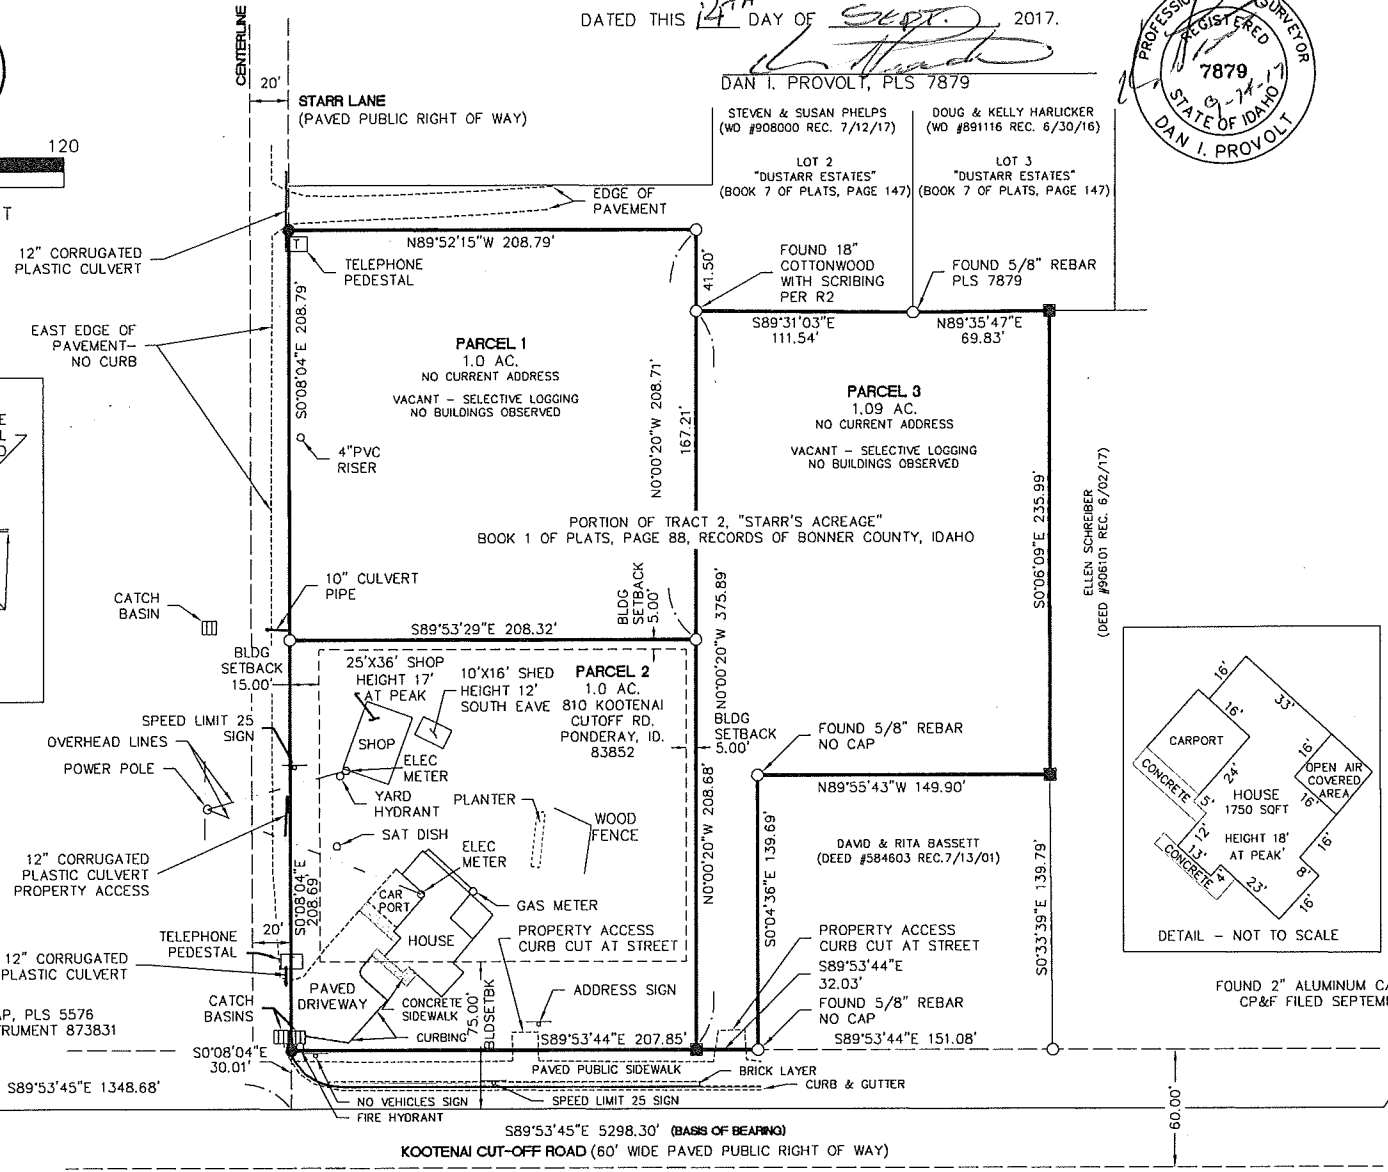 DATED THIS 14TH DAY OF SEPT. 2017.
DAN I. PROVOLT, PLS 7879
PROFESSIONAL SURVEYOR
REGISTERED
7879
9-14-17
STATE OF IDAHO
DAN I. PROVOLT
CENTERLINE
20'
STARR LANE
(PAVED PUBLIC RIGHT OF WAY)
120
T
STEVEN & SUSAN PHELPS
(WD #908000 REC. 7/12/17)
LOT 2
"DUSTARR ESTATES"
(BOOK 7 OF PLATS, PAGE 147)
DOUG & KELLY HARLICKER
(WD #891116 REC. 6/30/16)
LOT 3
"DUSTARR ESTATES"
(BOOK 7 OF PLATS, PAGE 147)
EDGE OF
PAVEMENT
12" CORRUGATED
PLASTIC CULVERT
N89°52'15"W 208.79'
T
TELEPHONE
PEDESTAL
41.50'
FOUND 18"
COTTONWOOD
WITH SCRIBING
PER R2
FOUND 5/8" REBAR
PLS 7879
S89°31'03"E
111.54'
N89°35'47"E
69.83'
EAST EDGE OF
PAVEMENT–
NO CURB
S0°08'04"E 208.79'
PARCEL 1
1.0 AC.
NO CURRENT ADDRESS
VACANT – SELECTIVE LOGGING
NO BUILDINGS OBSERVED
4"PVC
RISER
N0°00'20"W 208.71'
167.21'
PARCEL 3
1.09 AC.
NO CURRENT ADDRESS
VACANT – SELECTIVE LOGGING
NO BUILDINGS OBSERVED
S0°06'09"E 235.99'
ELLEN SCHREIBER
(DEED #906101 REC. 6/02/17)
E
L
O
PORTION OF TRACT 2, "STARR'S ACREAGE"
BOOK 1 OF PLATS, PAGE 88, RECORDS OF BONNER COUNTY, IDAHO
10" CULVERT
PIPE
CATCH
BASIN
BLDG
SETBACK
5.00'
N0°00'20"W 375.89'
S89°53'29"E 208.32'
BLDG
SETBACK
15.00'
25'X36' SHOP
HEIGHT 17'
AT PEAK
10'X16' SHED
HEIGHT 12'
SOUTH EAVE
PARCEL 2
1.0 AC.
810 KOOTENAI
CUTOFF RD.
PONDERAY, ID.
83852
BLDG
SETBACK
5.00'
SPEED LIMIT 25
SIGN
OVERHEAD LINES
POWER POLE
SHOP
ELEC
METER
YARD
HYDRANT
PLANTER
WOOD
FENCE
SAT DISH
ELEC
METER
FOUND 5/8" REBAR
NO CAP
N89°55'43"W 149.90'
N0°00'20"W 208.68'
S0°04'36"E 139.69'
DAVID & RITA BASSETT
(DEED #584603 REC.7/13/01)
S0°33'39"E 139.79'
12" CORRUGATED
PLASTIC CULVERT
PROPERTY ACCESS
S0°08'04"E
208.69'
CAR
PORT
HOUSE
GAS METER
PROPERTY ACCESS
CURB CUT AT STREET
20'
TELEPHONE
PEDESTAL
12" CORRUGATED
PLASTIC CULVERT
PROPERTY ACCESS
CURB CUT AT STREET
S89°53'44"E
32.03'
FOUND 5/8" REBAR
NO CAP
PAVED
DRIVEWAY
CONCRETE
SIDEWALK
CURBING
75.00'
BLDSETBK
ADDRESS SIGN
CATCH
BASINS
AP, PLS 5576
TRUMENT 873831
S0°08'04"E
30.01'
S89°53'44"E 207.85'
S89°53'44"E 151.08'
PAVED PUBLIC SIDEWALK
BRICK LAYER
CURB & GUTTER
S89°53'45"E 1348.68'
NO VEHICLES SIGN
SPEED LIMIT 25 SIGN
FIRE HYDRANT
60.00'
S89°53'45"E 5298.30' (BASIS OF BEARING)
KOOTENAI CUT-OFF ROAD (60' WIDE PAVED PUBLIC RIGHT OF WAY)
16'
33'
16'
CARPORT
16'
OPEN AIR
COVERED
AREA
CONCRETE
24'
5'
HOUSE
1750 SQFT
16'
12'
HEIGHT 18'
AT PEAK
16'
13'
CONCRETE
4'
23'
8'
16'
DETAIL – NOT TO SCALE
FOUND 2" ALUMINUM CA
CP&F FILED SEPTEM